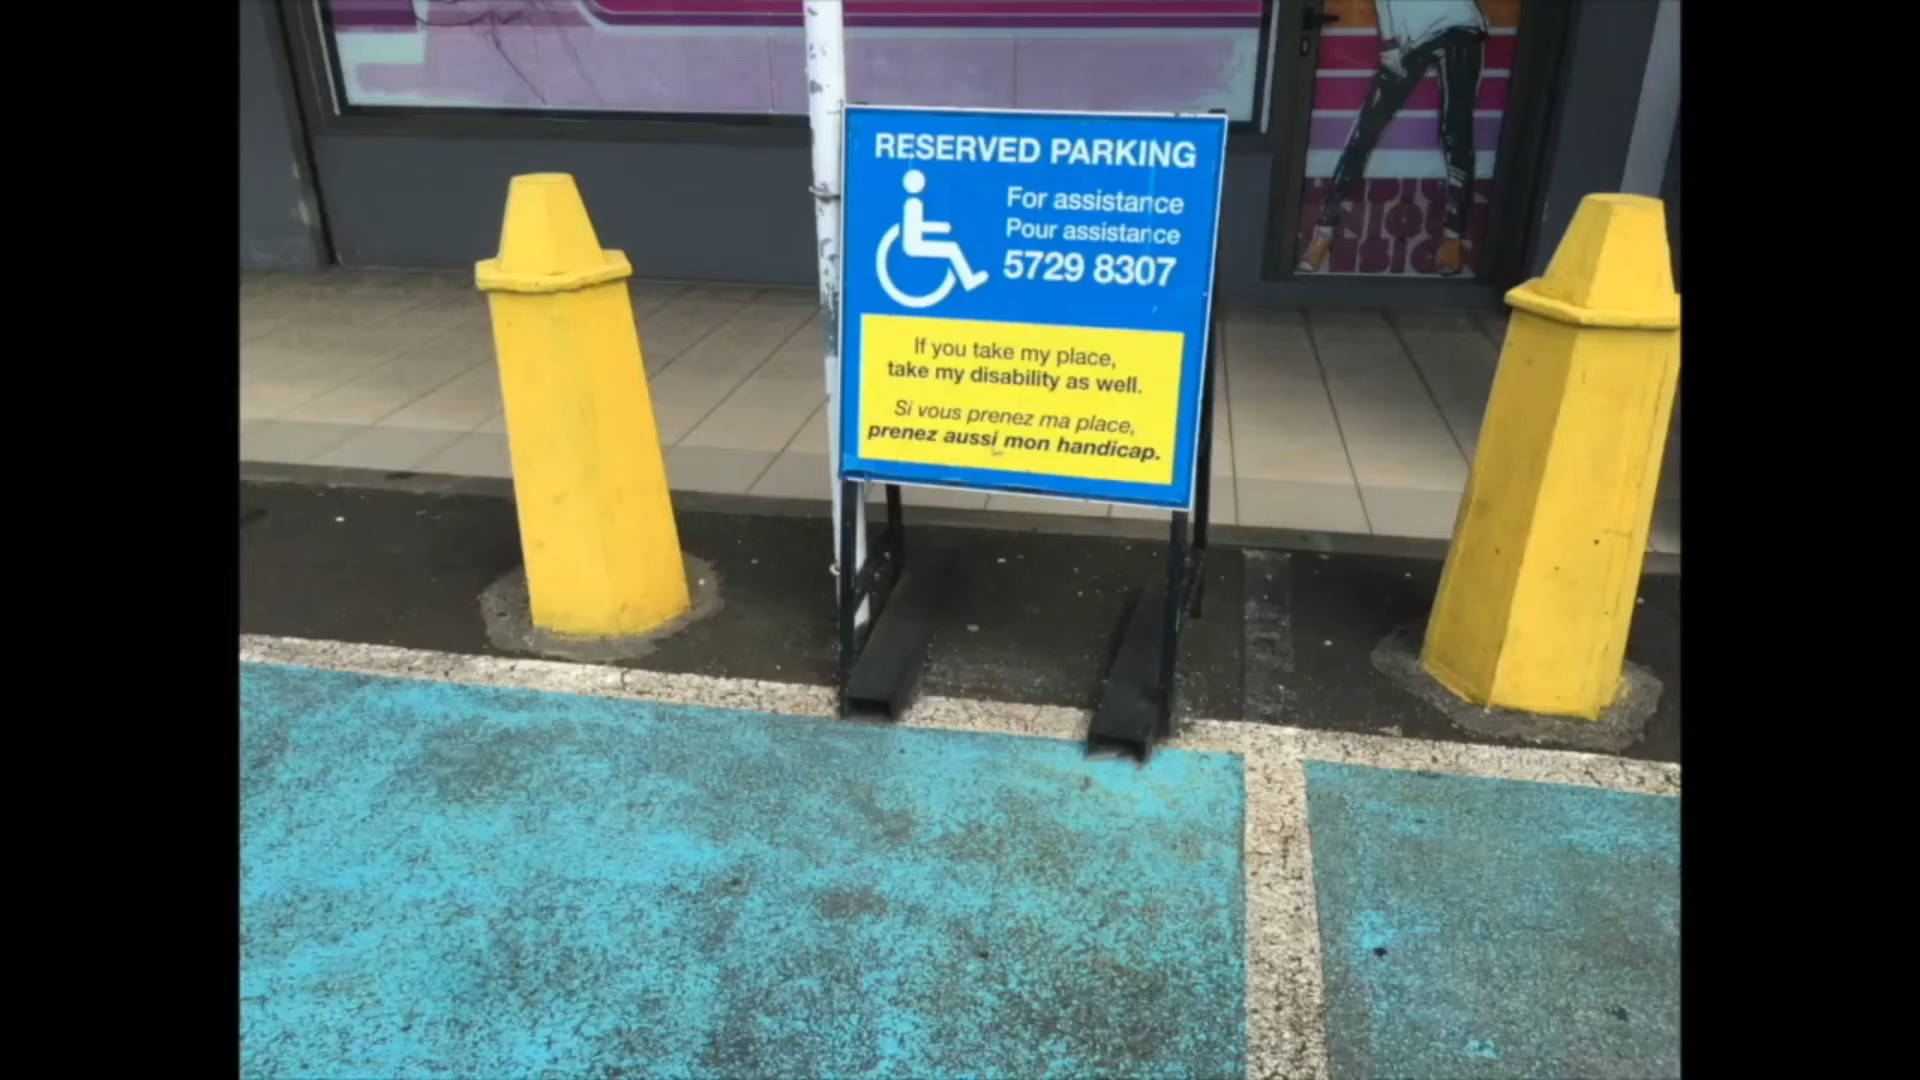 RESERVED PARKING
For assistance
Pour assistance
5729 8307
If you take my place,
take my disability as well.
Si vous prenez ma place,
prenez aussi mon handicap.